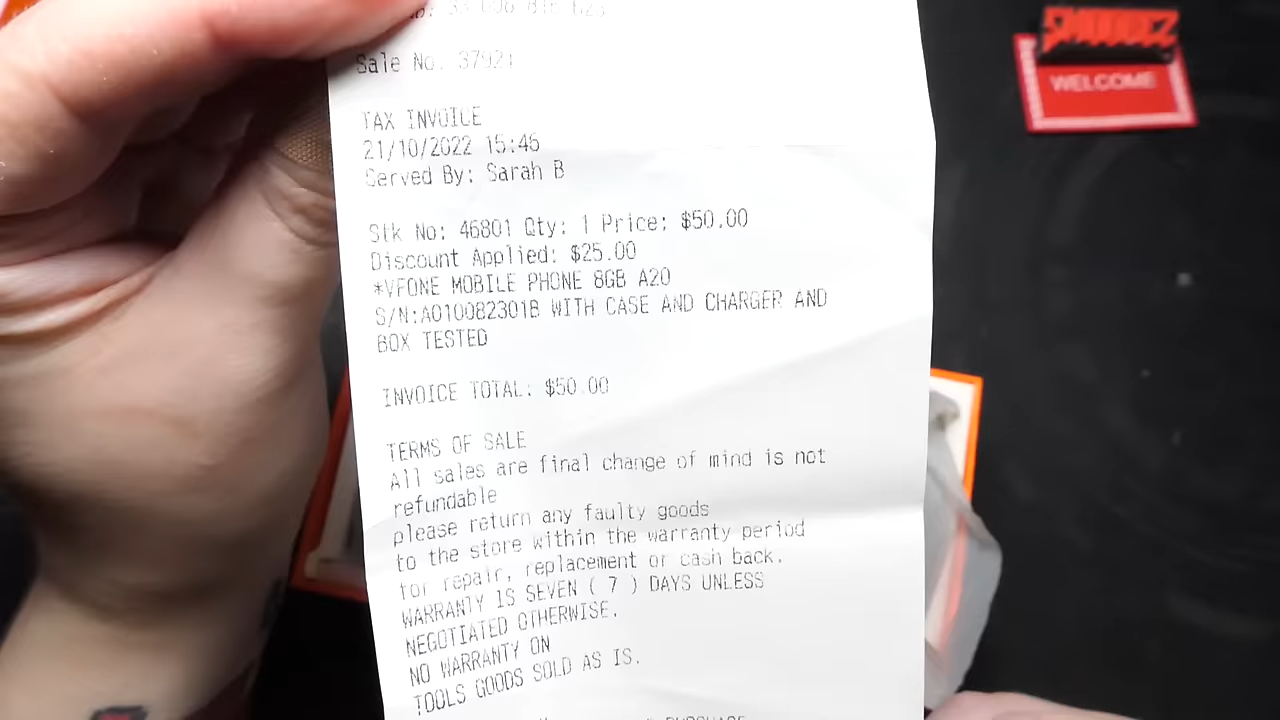 Sale No. 37921
TAX INVOICE
21/10/2022 15:45
Served By: Sarah B
Stk No: 46801 Qty: 1 Price: $50.00
Discount Applied: $25.00
*VFONE MOBILE PHONE 8GB A20
S/N:A010082301B WITH CASE AND CHARGER AND
BOX TESTED
INVOICE TOTAL: $50.00
TERMS OF SALE
All sales are final change of mind is not
refundable
please return any faulty goods
to the store within the warranty period
for repair, replacement or cash back.
WARRANTY IS SEVEN ( 7 ) DAYS UNLESS
NEGOTIATED OTHERWISE.
NO WARRANTY ON
TOOLS GOODS SOLD AS IS.
WELCOME